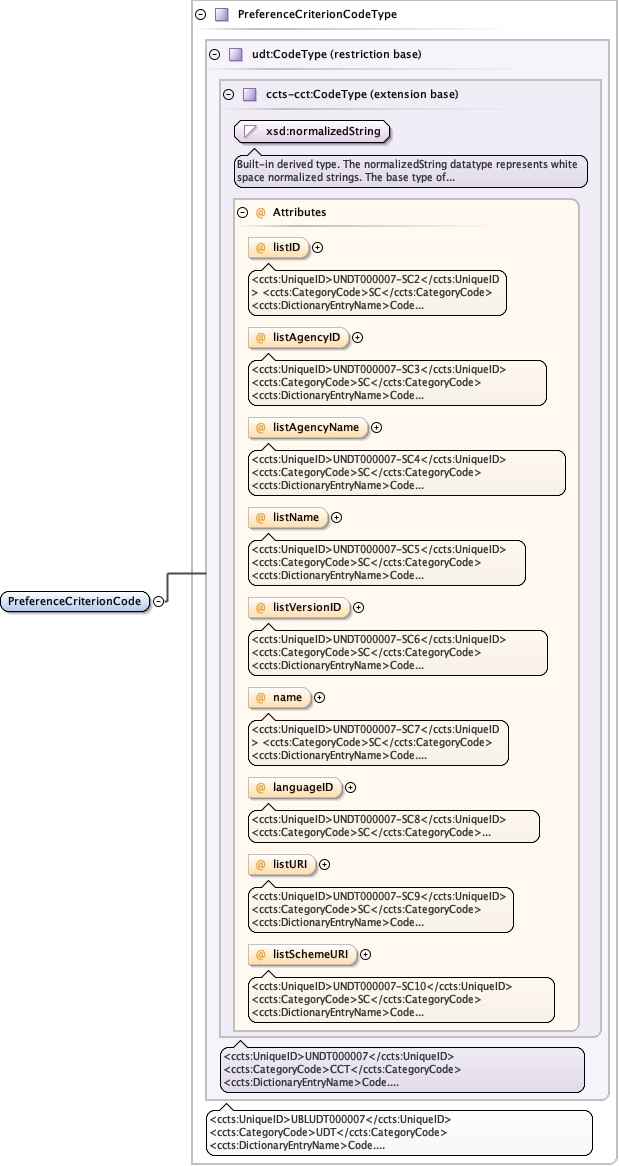 PreferenceCriterionCodeType
udt:CodeType (restriction base)
ccts-cct:CodeType (extension base)
xsd:normalizedString
Built-in derived type. The normalizedString datatype represents white
space normalized strings. The base type of...
@ Attributes
@ listID
<ccts:UniqueID>UNDT000007-SC2</ccts:UniqueID
> <ccts:CategoryCode>SC</ccts:CategoryCode>
<ccts:DictionaryEntryName>Code...
@ listAgencyID
<ccts:UniqueID>UNDT000007-SC3</ccts:UniqueID>
<ccts:CategoryCode>SC</ccts:CategoryCode>
<ccts:DictionaryEntryName>Code...
@ listAgencyName
<ccts:UniqueID>UNDT000007-SC4</ccts:UniqueID>
<ccts:CategoryCode>SC</ccts:CategoryCode>
<ccts:DictionaryEntryName>Code...
@ listName
<ccts:UniqueID>UNDT000007-SC5</ccts:UniqueID>
<ccts:CategoryCode>SC</ccts:CategoryCode>
<ccts:DictionaryEntryName>Code...
PreferenceCriterionCode
@ listVersionID
<ccts:UniqueID>UNDT000007-SC6</ccts:UniqueID>
<ccts:CategoryCode>SC</ccts:CategoryCode>
<ccts:DictionaryEntryName>Code...
@ name
<ccts:UniqueID>UNDT000007-SC7</ccts:UniqueID
> <ccts:CategoryCode>SC</ccts:CategoryCode>
<ccts:DictionaryEntryName>Code....
@ languageID
<ccts:UniqueID>UNDT000007-SC8</ccts:UniqueID>
<ccts:CategoryCode>SC</ccts:CategoryCode>...
@ listURI
<ccts:UniqueID>UNDT000007-SC9</ccts:UniqueID>
<ccts:CategoryCode>SC</ccts:CategoryCode>
<ccts:DictionaryEntryName>Code...
@ listSchemeURI
<ccts:UniqueID>UNDT000007-SC10</ccts:UniqueID>
<ccts:CategoryCode>SC</ccts:CategoryCode>
<ccts:DictionaryEntryName>Code...
<ccts:UniqueID>UNDT000007</ccts:UniqueID>
<ccts:CategoryCode>CCT</ccts:CategoryCode>
<ccts:DictionaryEntryName>Code....
<ccts:UniqueID>UBLUDT000007</ccts:UniqueID>
<ccts:CategoryCode>UDT</ccts:CategoryCode>
<ccts:DictionaryEntryName>Code....